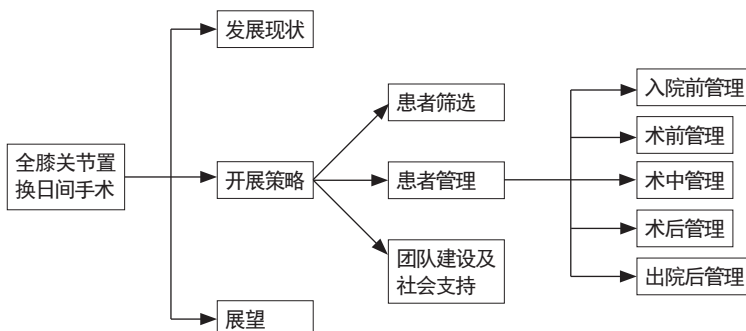 全膝关节置
换日间手术
发展现状
开展策略
展望
患者筛选
患者管理
团队建设及
社会支持
入院前管理
术前管理
术中管理
术后管理
出院后管理